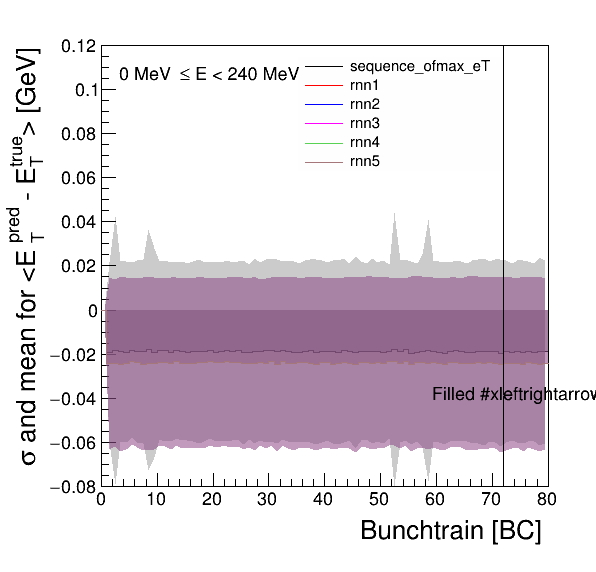 σ and mean for <E_T^pred - E_T^true> [GeV]
0.12
0.1
0.08
0.06
0.04
0.02
0
−0.02
−0.04
−0.06
−0.08
0 MeV ≤ E < 240 MeV
sequence_ofmax_eT
rnn1
rnn2
rnn3
rnn4
rnn5
Filled #xleftrightarrow
0 10 20 30 40 50 60 70 80
Bunchtrain [BC]